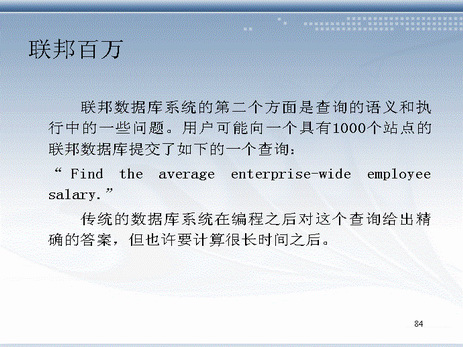 联邦百万
联邦数据库系统的第二个方面是查询的语义和执
行中的一些问题。用户可能向一个具有1000个站点的
联邦数据库提交了如下的一个查询:
“ Find the average enterprise-wide employee
salary.”
传统的数据库系统在编程之后对这个查询给出精
确的答案，但也许要计算很长时间之后。
84